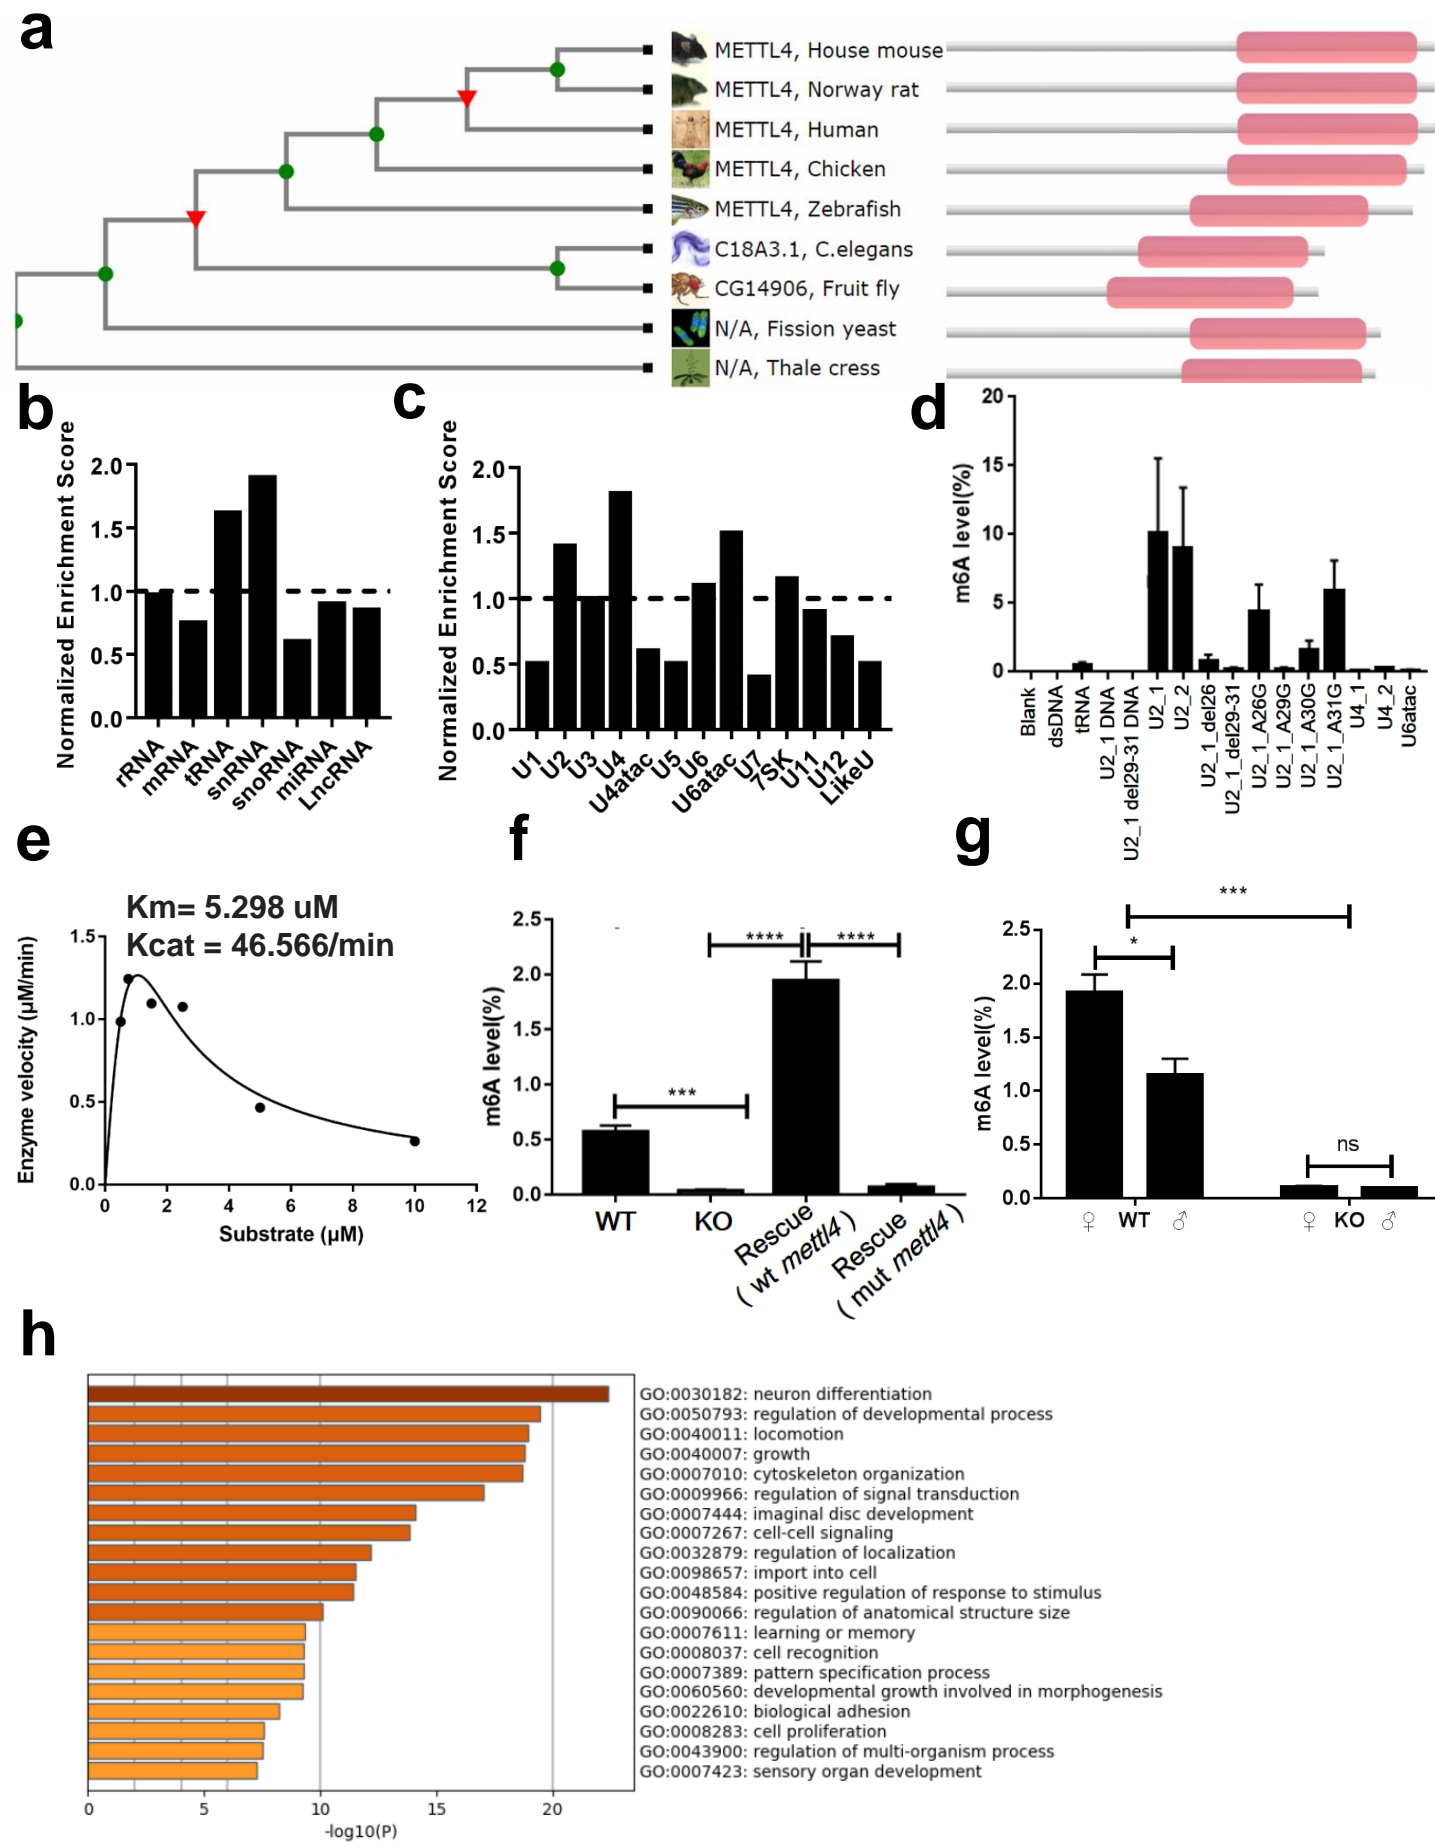 a
METTL4, House mouse
METTL4, Norway rat
METTL4, Human
METTL4, Chicken
METTL4, Zebrafish
C18A3.1, C.elegans
CG14906, Fruit fly
N/A, Fission yeast
N/A, Thale cress
b
Normalized Enrichment Score
2.0
1.5
1.0
0.5
0.0
rRNA
mRNA
tRNA
snRNA
snoRNA
miRNA
LncRNA
c
Normalized Enrichment Score
2.0
1.5
1.0
0.5
0.0
U1
U2
U3
U4
U4atac
U5
U6
U6atac
U7
7SK
U11
U12
LikeU
d
m6A level(%)
20
15
10
5
0
Blank
dsDNA
tRNA
U2_1 DNA
U2_1 del29-31 DNA
U2_1
U2_2
U2_1_del26
U2_1_del29-31
U2_1_A26G
U2_1_A29G
U2_1_A30G
U2_1_A31G
U4_1
U4_2
U6atac
e
Km= 5.298 uM
Kcat = 46.566/min
Enzyme velocity (μM/min)
1.5
1.0
0.5
0.0
0 2 4 6 8 10 12
Substrate (μM)
f
m6A level(%)
2.5
2.0
1.5
1.0
0.5
0.0
***
**** ****
WT
KO
Rescue
( wt mettl4 )
Rescue
( mut mettl4 )
g
m6A level(%)
2.5
2.0
1.5
1.0
0.5
0.0
***
*
ns
♀ WT ♂
♀ KO ♂
h
GO:0030182: neuron differentiation
GO:0050793: regulation of developmental process
GO:0040011: locomotion
GO:0040007: growth
GO:0007010: cytoskeleton organization
GO:0009966: regulation of signal transduction
GO:0007444: imaginal disc development
GO:0007267: cell-cell signaling
GO:0032879: regulation of localization
GO:0098657: import into cell
GO:0048584: positive regulation of response to stimulus
GO:0090066: regulation of anatomical structure size
GO:0007611: learning or memory
GO:0008037: cell recognition
GO:0007389: pattern specification process
GO:0060560: developmental growth involved in morphogenesis
GO:0022610: biological adhesion
GO:0008283: cell proliferation
GO:0043900: regulation of multi-organism process
GO:0007423: sensory organ development
0 5 10 15 20
-log10(P)